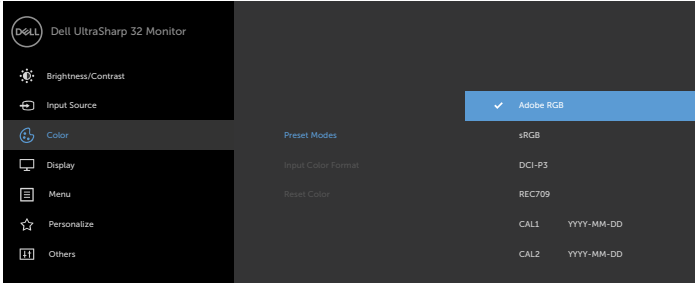 DELL
Dell UltraSharp 32 Monitor
Brightness/Contrast
Input Source
Adobe RGB
Color
Preset Modes
sRGB
Display
Input Color Format
DCI-P3
Menu
Reset Color
REC709
Personalize
CAL1 YYYY-MM-DD
Others
CAL2 YYYY-MM-DD